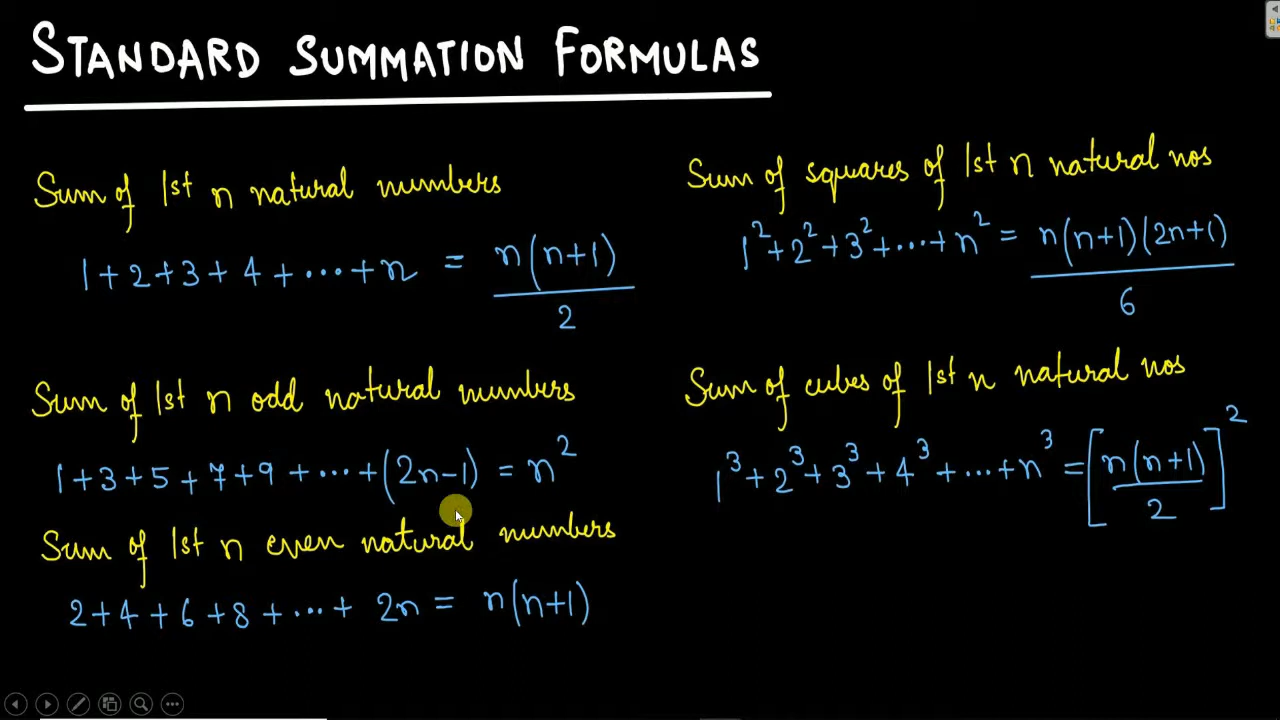 STANDARD SUMMATION FORMULAS
Sum of 1st n natural numbers
1+2+3+4+⋯+n = n(n+1)/2
Sum of 1st n odd natural numbers
1+3+5+7+9+⋯+(2n-1) = n²
Sum of 1st n even natural numbers
2+4+6+8+⋯+2n = n(n+1)
Sum of squares of 1st n natural nos
1²+2²+3²+⋯+n² = n(n+1)(2n+1)/6
Sum of cubes of 1st n natural nos
1³+2³+3³+4³+⋯+n³ = [n(n+1)/2]²